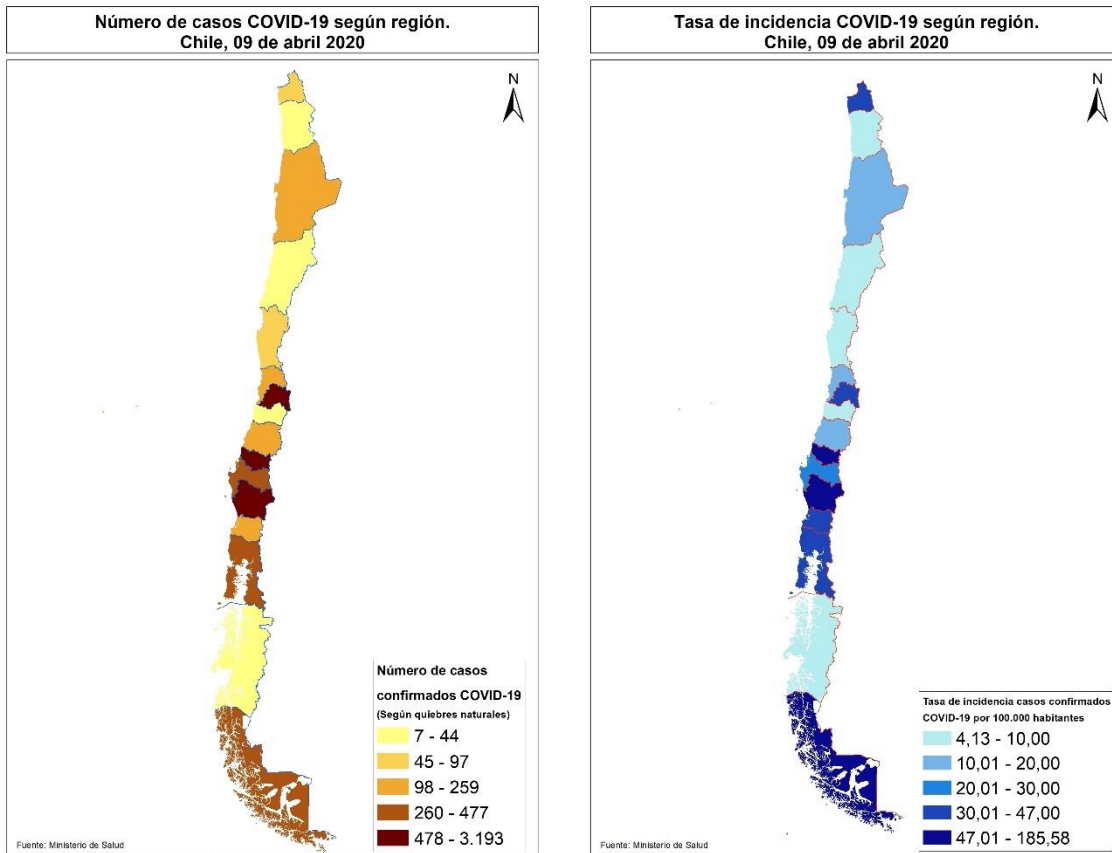 Número de casos COVID-19 según región.
Chile, 09 de abril 2020
N
Número de casos
confirmados COVID-19
(Según quiebres naturales)
7 - 44
45 - 97
98 - 259
260 - 477
478 - 3.193
Fuente: Ministerio de Salud
Tasa de incidencia COVID-19 según región.
Chile, 09 de abril 2020
N
Tasa de incidencia casos confirmados
COVID-19 por 100.000 habitantes
4,13 - 10,00
10,01 - 20,00
20,01 - 30,00
30,01 - 47,00
47,01 - 185,58
Fuente: Ministerio de Salud